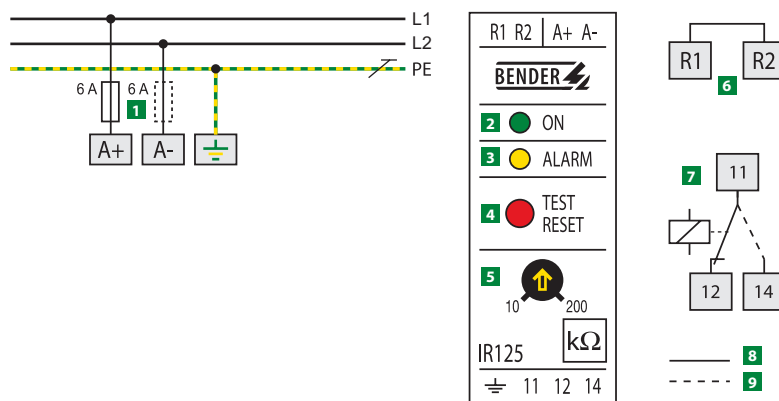 L1
L2
PE
6 A
6 A
1
A+
A-
R1 R2 A+ A-
BENDER
2 ON
3 ALARM
4 TEST
RESET
5
10 200
kΩ
IR125
11 12 14
R1 R2
6
7
11
12 14
8
9